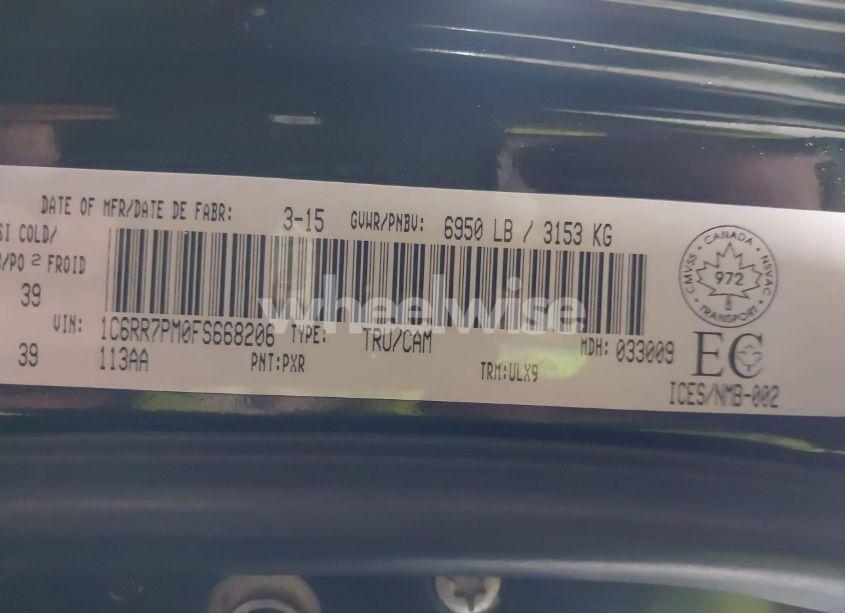 DATE OF MFR/DATE DE FABR: 3-15 GVWR/PNBV: 6950 LB / 3153 KG
SI COLD/
/PO 2 FROID
39
VIN: 1C6RR7PM0FS668206 TYPE: TRU/CAM MDH: 033009
39 113AA PNT:PXR TRM:ULX9
CANADA
CMVSS NSVAC
972
TRANSPORT
EC
ICES/NMB-002
wheelwise